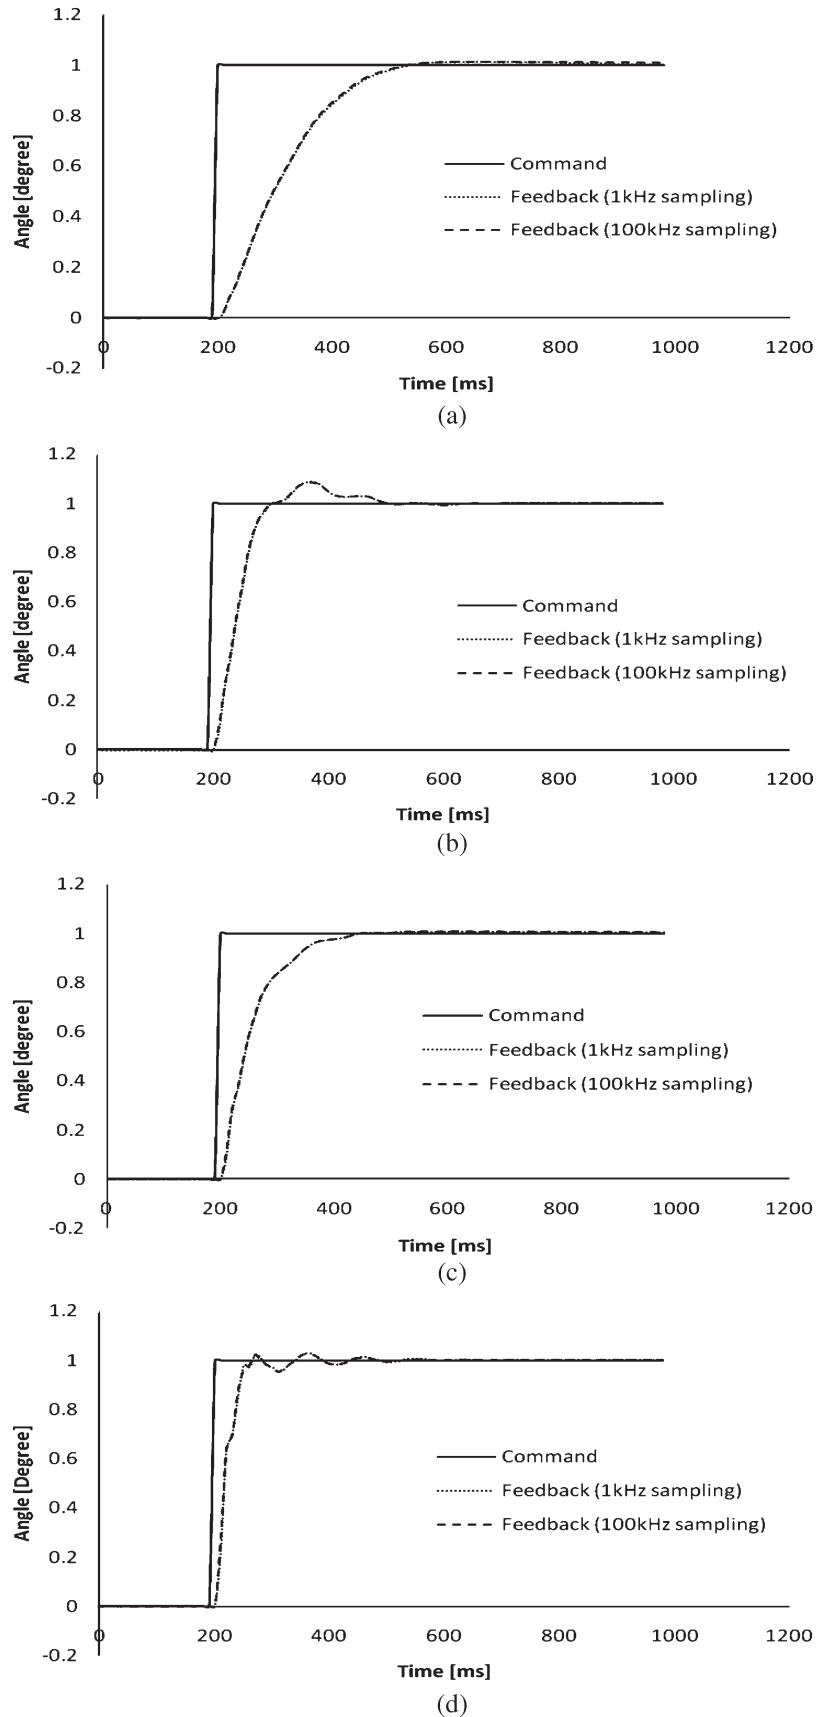 1.2
1
0.8
0.6
0.4
0.2
0
-0.2
Angle [degree]
Command
Feedback (1kHz sampling)
Feedback (100kHz sampling)
0 200 400 600 800 1000 1200
Time [ms]
(a)
1.2
1
0.8
0.6
0.4
0.2
0
-0.2
Angle [degree]
Command
Feedback (1kHz sampling)
Feedback (100kHz sampling)
0 200 400 600 800 1000 1200
Time [ms]
(b)
1.2
1
0.8
0.6
0.4
0.2
0
-0.2
Angle [degree]
Command
Feedback (1kHz sampling)
Feedback (100kHz sampling)
0 200 400 600 800 1000 1200
Time [ms]
(c)
1.2
1
0.8
0.6
0.4
0.2
0
-0.2
Angle [Degree]
Command
Feedback (1kHz sampling)
Feedback (100kHz sampling)
0 200 400 600 800 1000 1200
Time [ms]
(d)